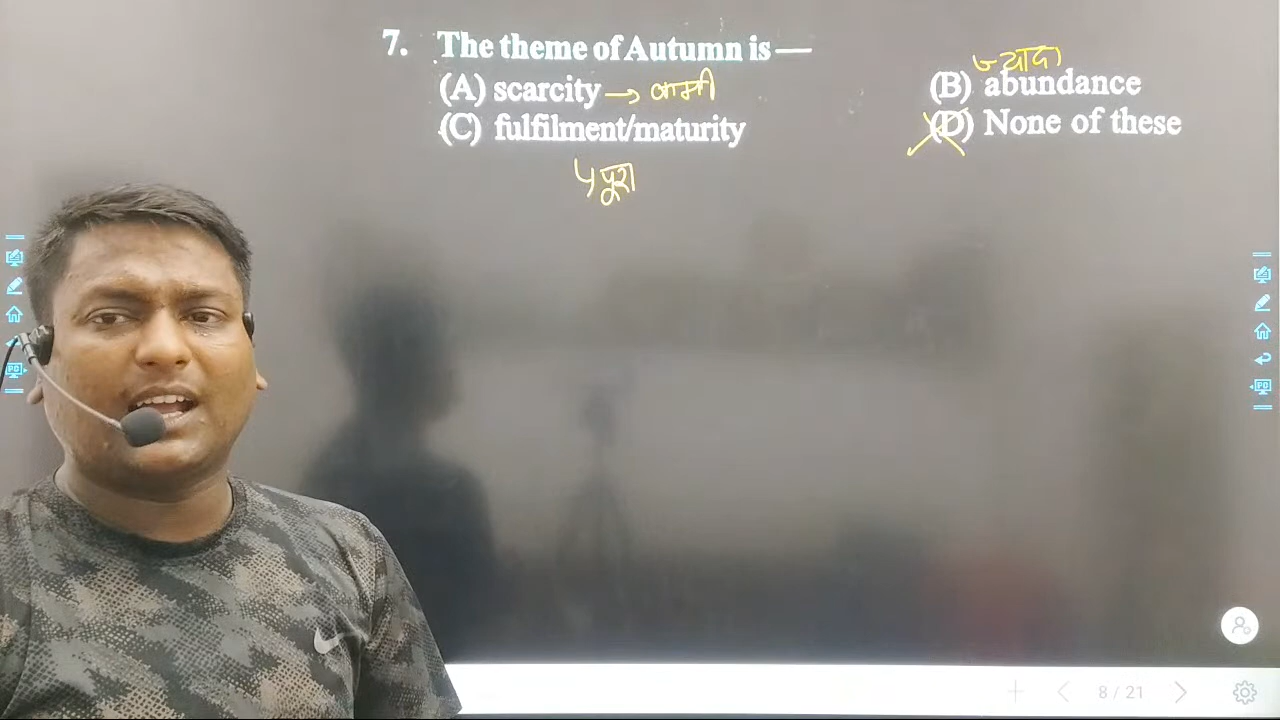 7. The theme of Autumn is—
(A) scarcity → कमी
(B) abundance ज्यादा
(C) fulfilment/maturity
(D) None of these
↳ पूरा
8 / 21